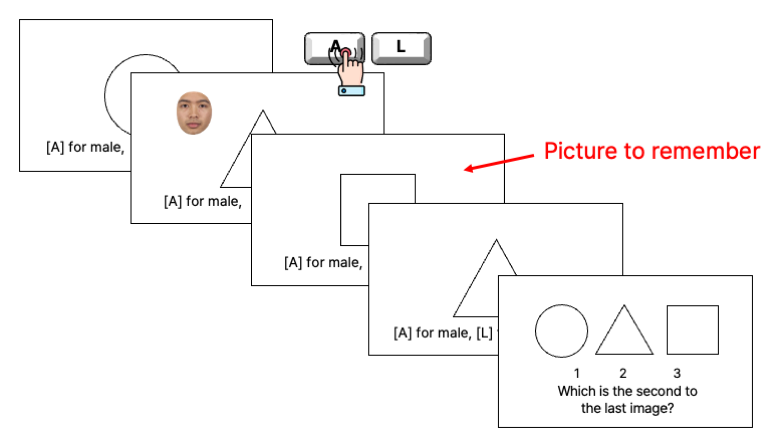 A
L
[A] for male,
Picture to remember
[A] for male,
[A] for male,
[A] for male, [L]
1 2 3
Which is the second to
the last image?